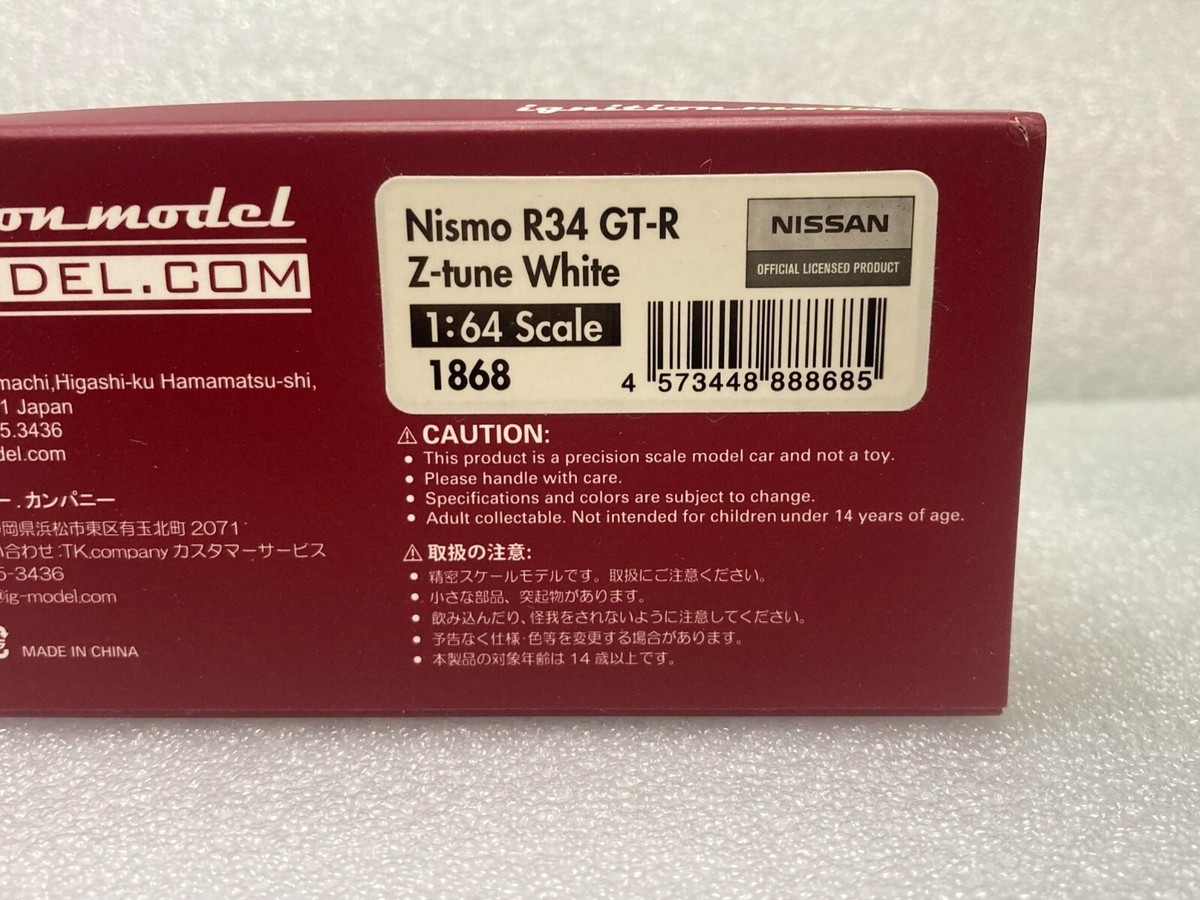 ignition model
on model
DEL.COM
machi,Higashi-ku Hamamatsu-shi,
1 Japan
5.3436
del.com
ー.カンパニー
岡県浜松市東区有玉北町 2071
い合わせ:TK.company カスタマーサービス
5-3436
@ig-model.com
MADE IN CHINA
Nismo R34 GT-R
Z-tune White
1:64 Scale
1868
NISSAN
OFFICIAL LICENSED PRODUCT
4 573448 888685
⚠ CAUTION:
• This product is a precision scale model car and not a toy.
• Please handle with care.
• Specifications and colors are subject to change.
• Adult collectable. Not intended for children under 14 years of age.
⚠ 取扱の注意:
• 精密スケールモデルです。取扱にご注意ください。
• 小さな部品、突起物があります。
• 飲み込んだり、怪我をされないように注意してください。
• 予告なく仕様·色等を変更する場合があります。
• 本製品の対象年齢は 14 歳以上です。